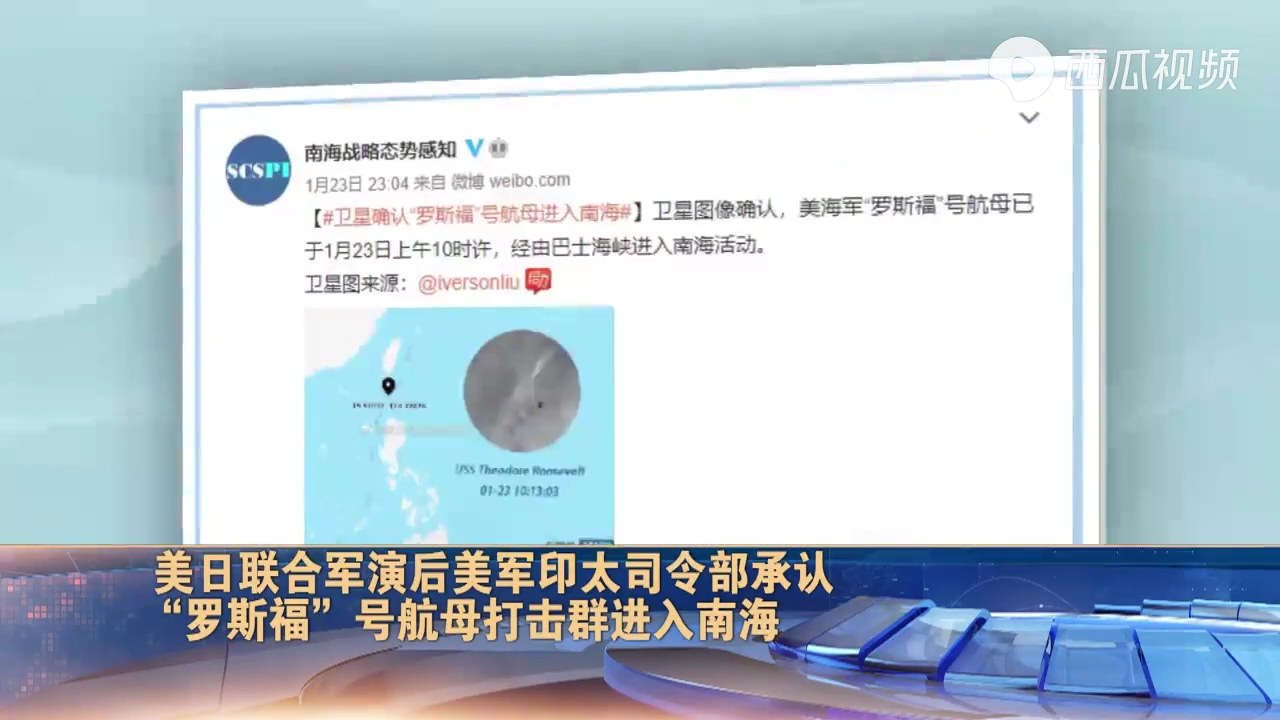 西瓜视频
SCSPI
南海战略态势感知
1月23日 23:04 来自 微博 weibo.com
【#卫星确认“罗斯福”号航母进入南海#】卫星图像确认，美海军“罗斯福”号航母已
于1月23日上午10时许，经由巴士海峡进入南海活动。
卫星图来源：@iversonliu
USS Theodore Roosevelt
01-23 10:13:03
美日联合军演后美军印太司令部承认
“罗斯福”号航母打击群进入南海